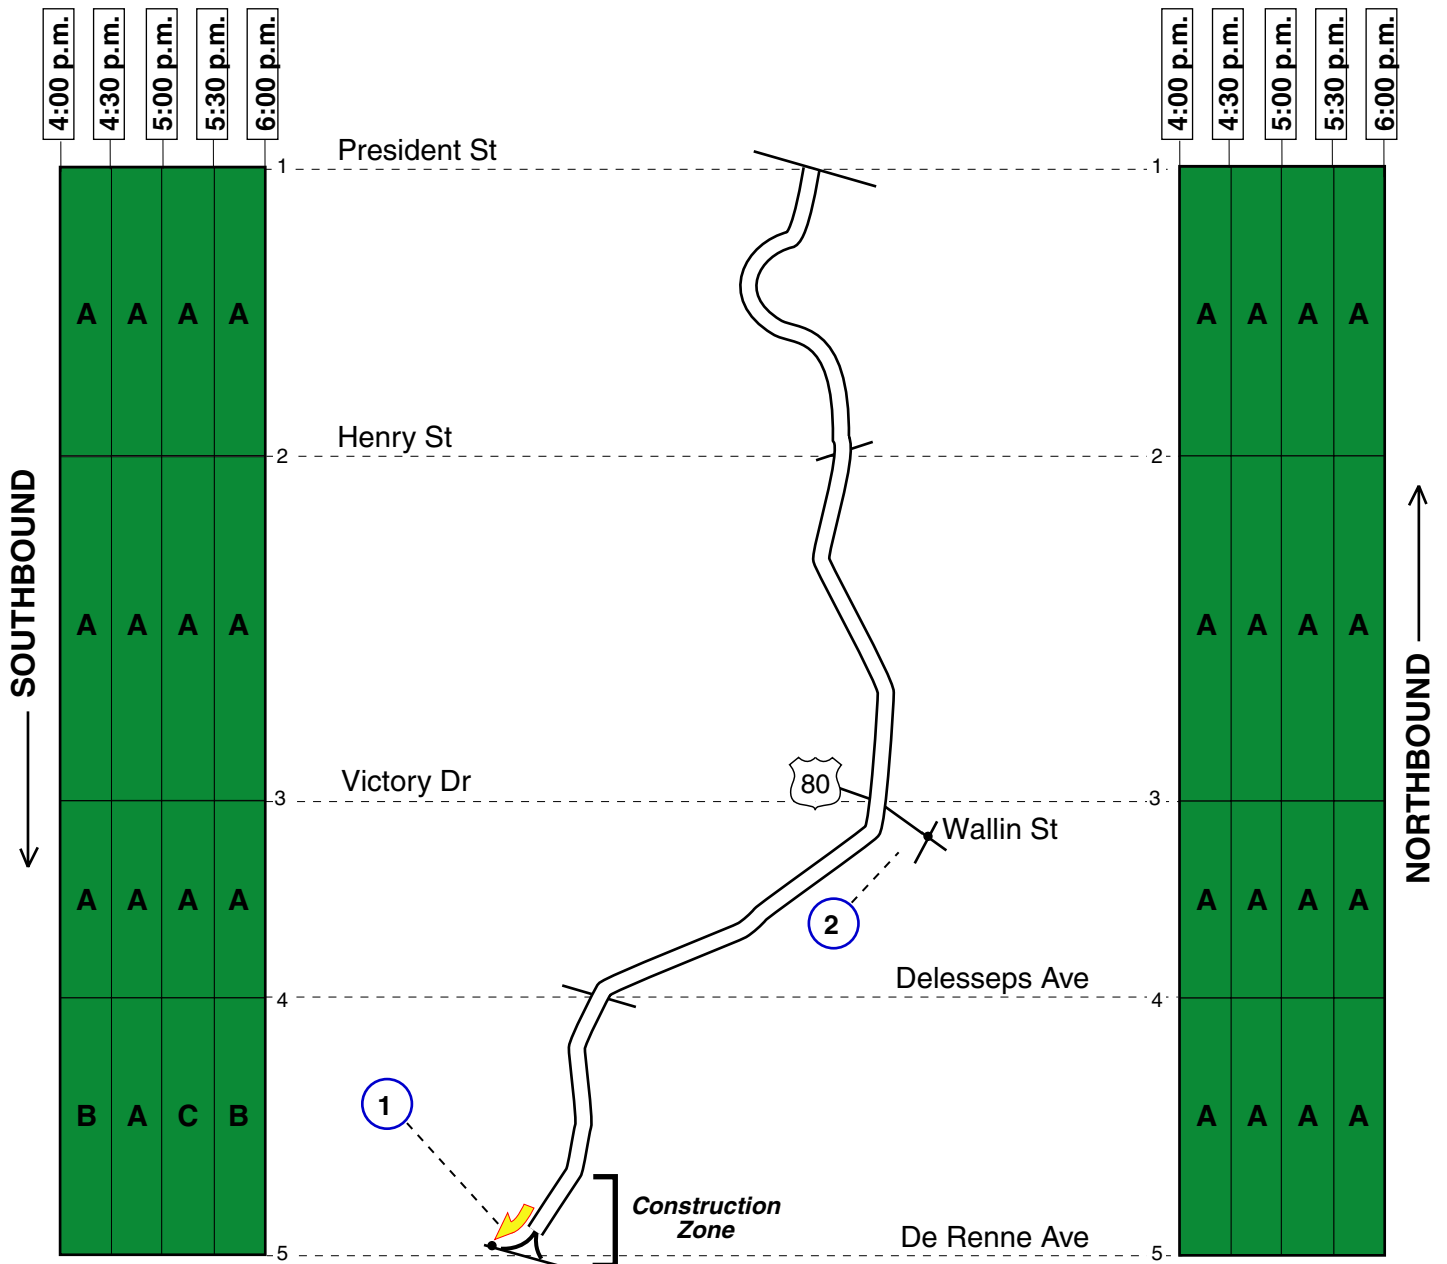 4:00 p.m.
4:30 p.m.
5:00 p.m.
5:30 p.m.
6:00 p.m.
4:00 p.m.
4:30 p.m.
5:00 p.m.
5:30 p.m.
6:00 p.m.
President St
1
1
A A A A
A A A A
Henry St
2
2
SOUTHBOUND
NORTHBOUND
A A A A
A A A A
Victory Dr
80
3
3
Wallin St
A A A A
2
A A A A
Delesseps Ave
4
4
1
B A C B
A A A A
Construction
Zone
De Renne Ave
5
5